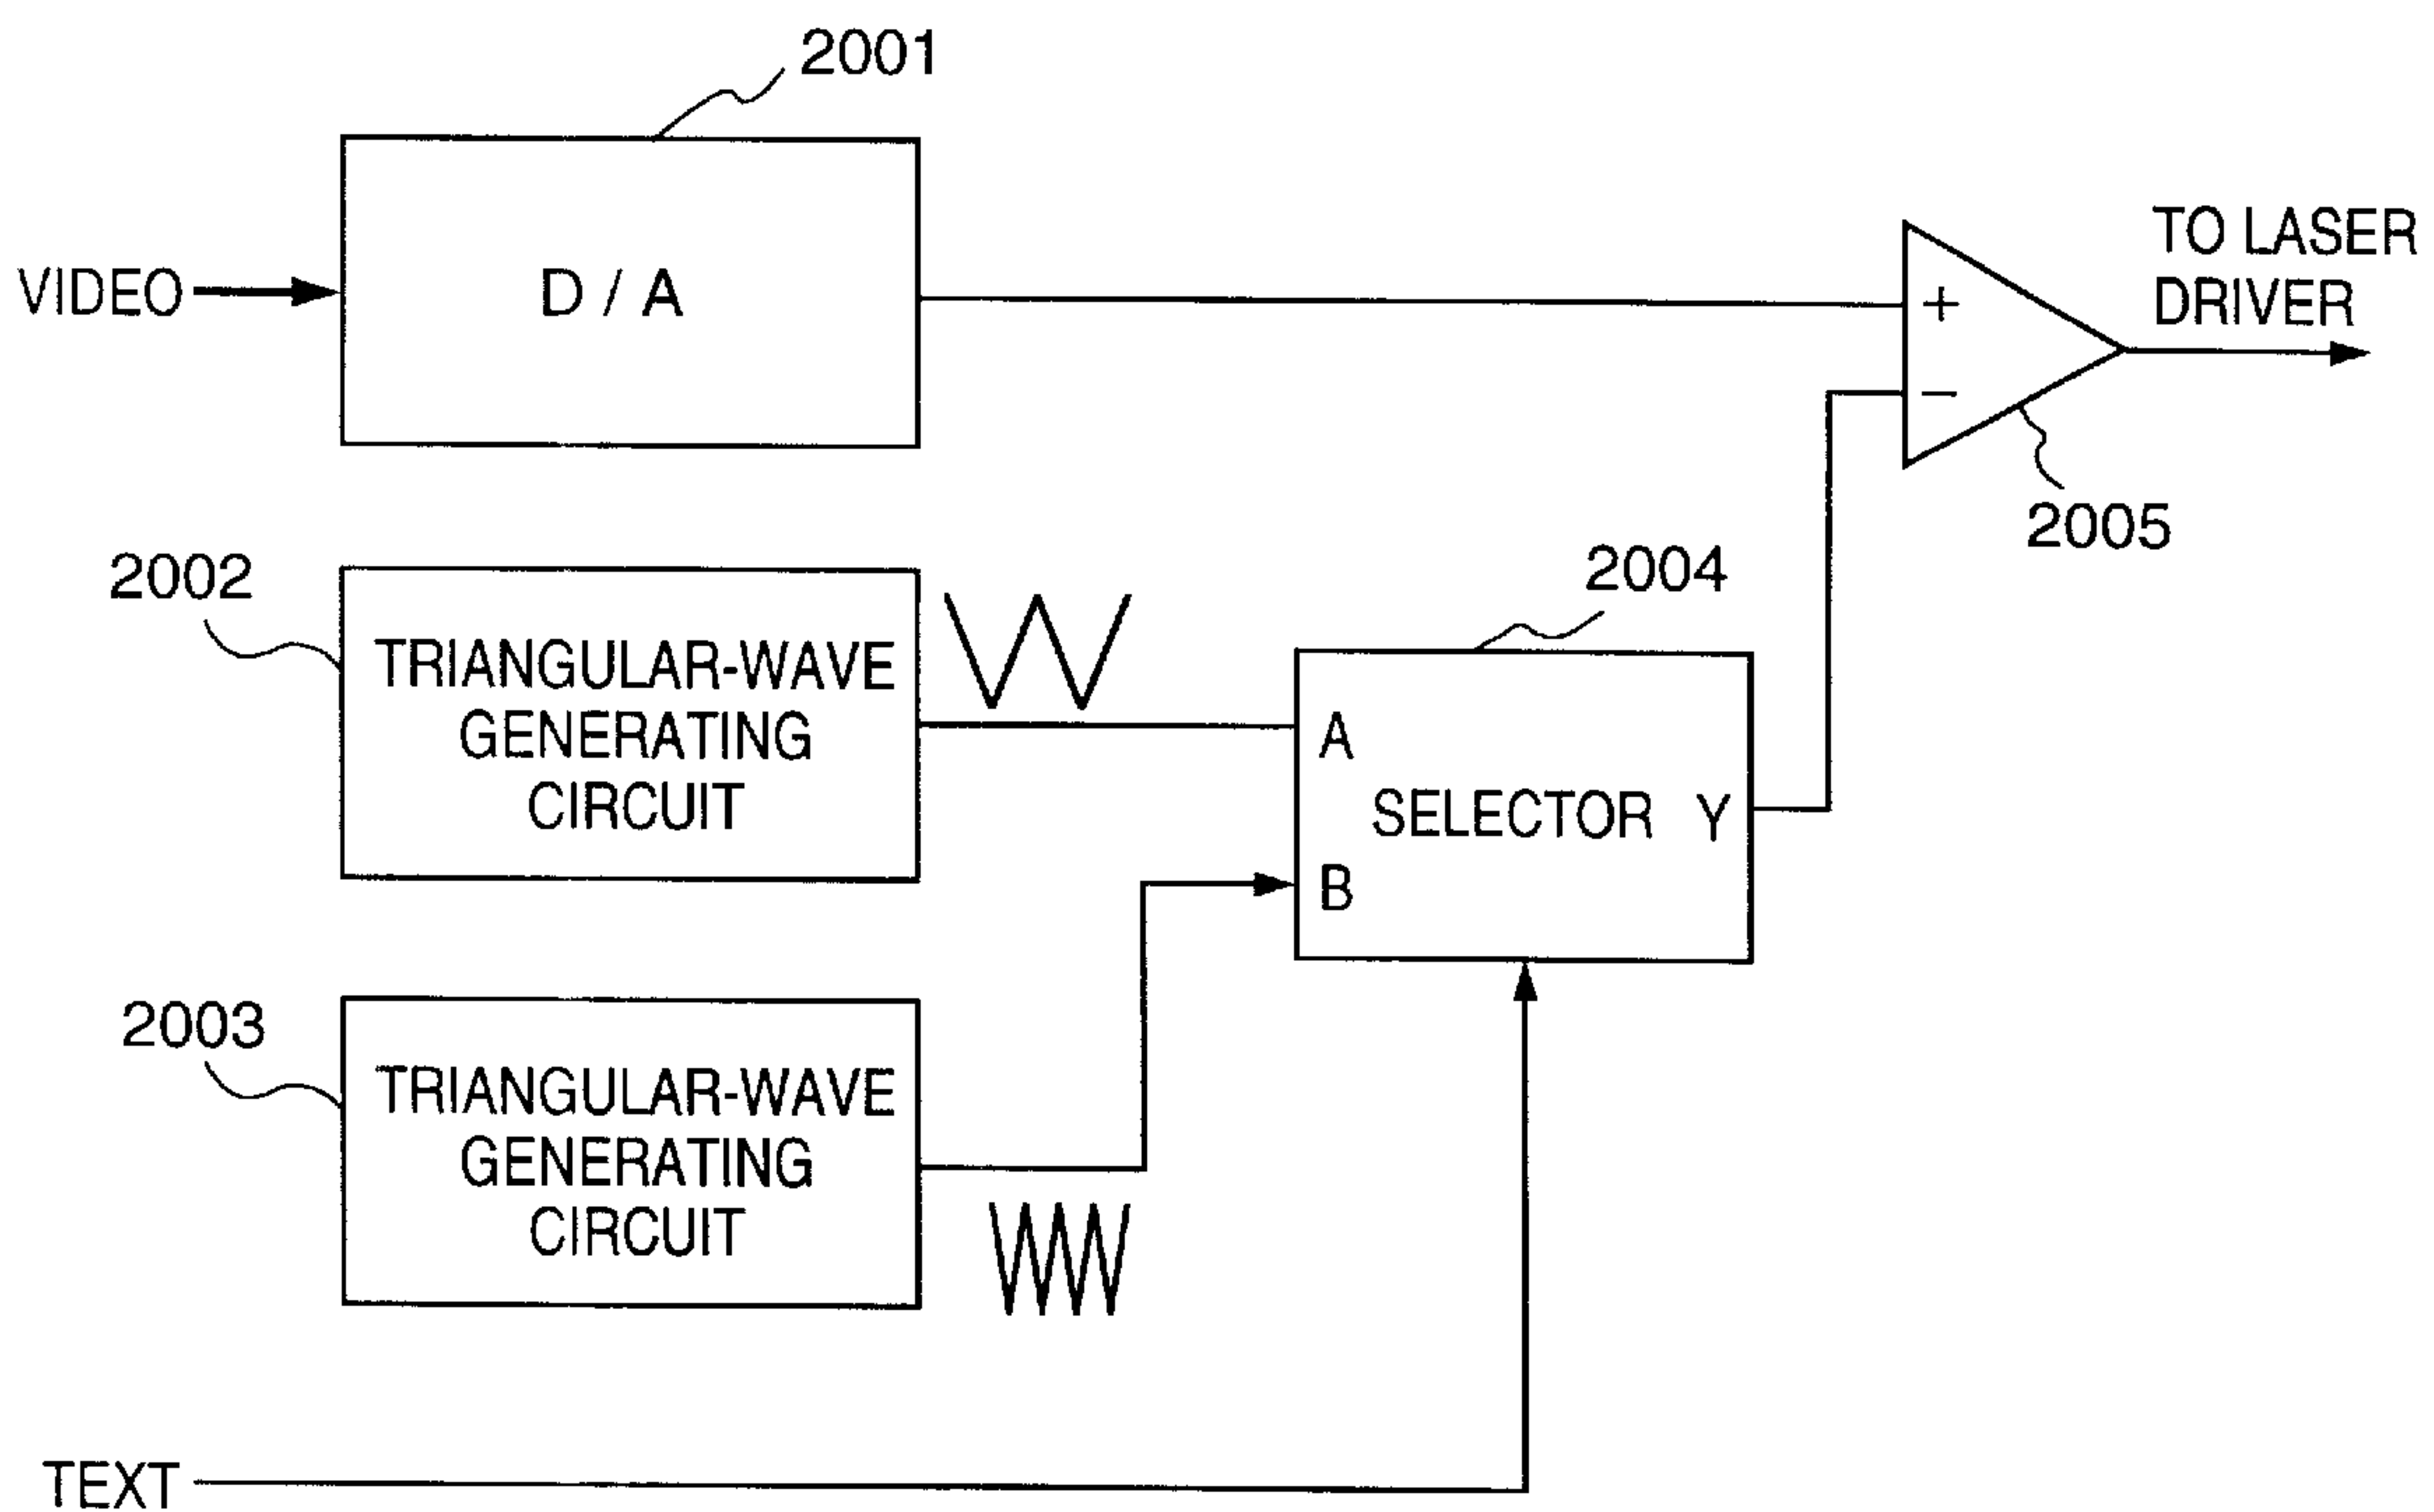 2001
VIDEO
D / A
TO LASER
DRIVER
+
−
2005
2002
TRIANGULAR-WAVE
GENERATING
CIRCUIT
2004
A
SELECTOR Y
B
2003
TRIANGULAR-WAVE
GENERATING
CIRCUIT
TEXT